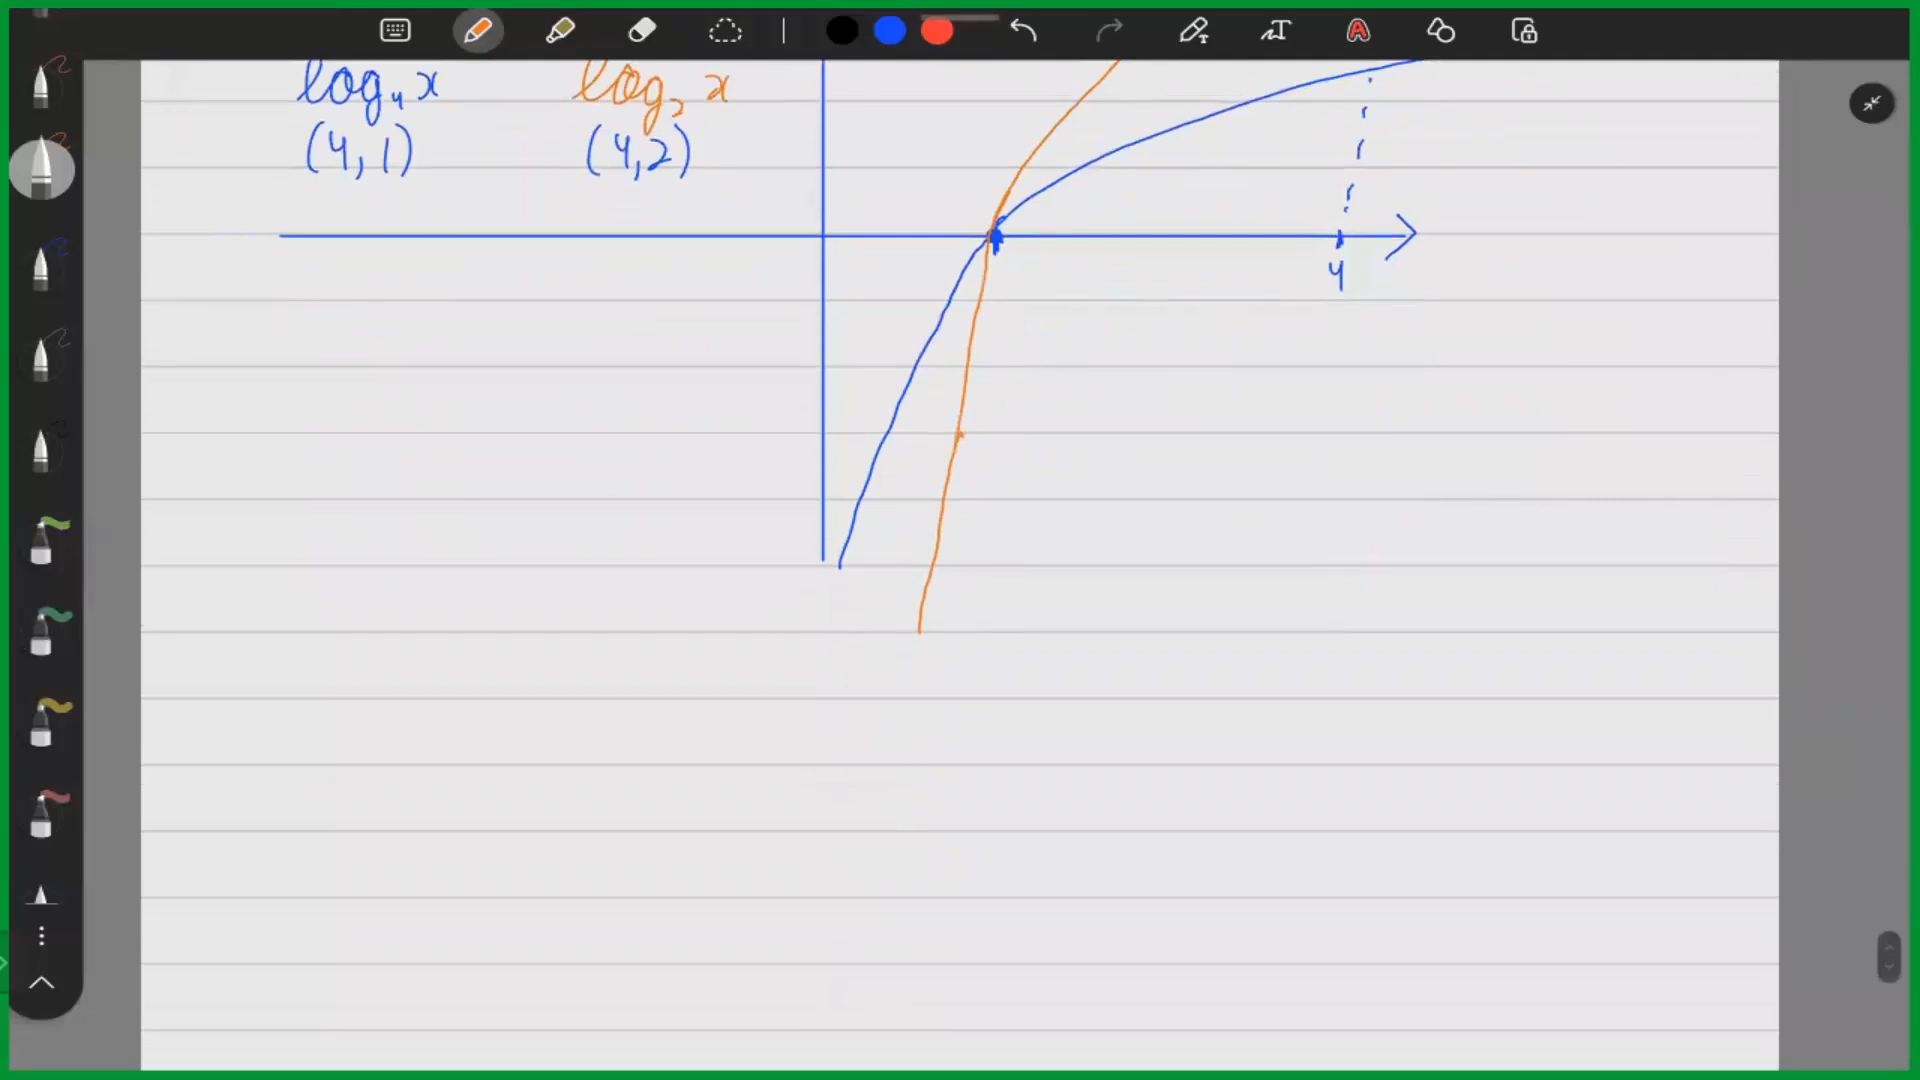 log₄ x log₂ x
(4,1) (4,2)
4